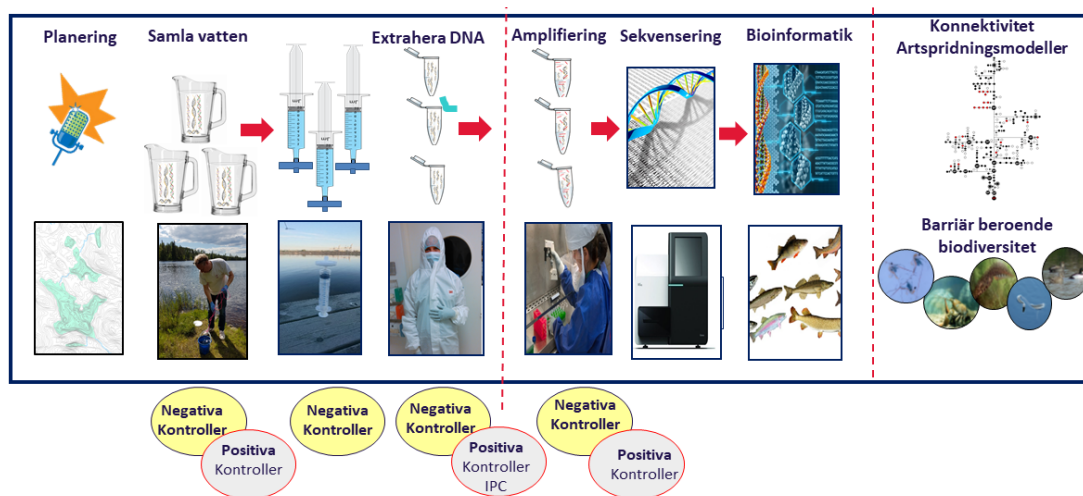 Planering
Samla vatten
Extrahera DNA
Amplifiering
Sekvensering
Bioinformatik
Konnektivitet
Artspridningsmodeller
Barriär beroende
biodiversitet
Negativa
Kontroller
Positiva
Kontroller
Negativa
Kontroller
Negativa
Kontroller
Positiva
Kontroller
IPC
Negativa
Kontroller
Positiva
Kontroller